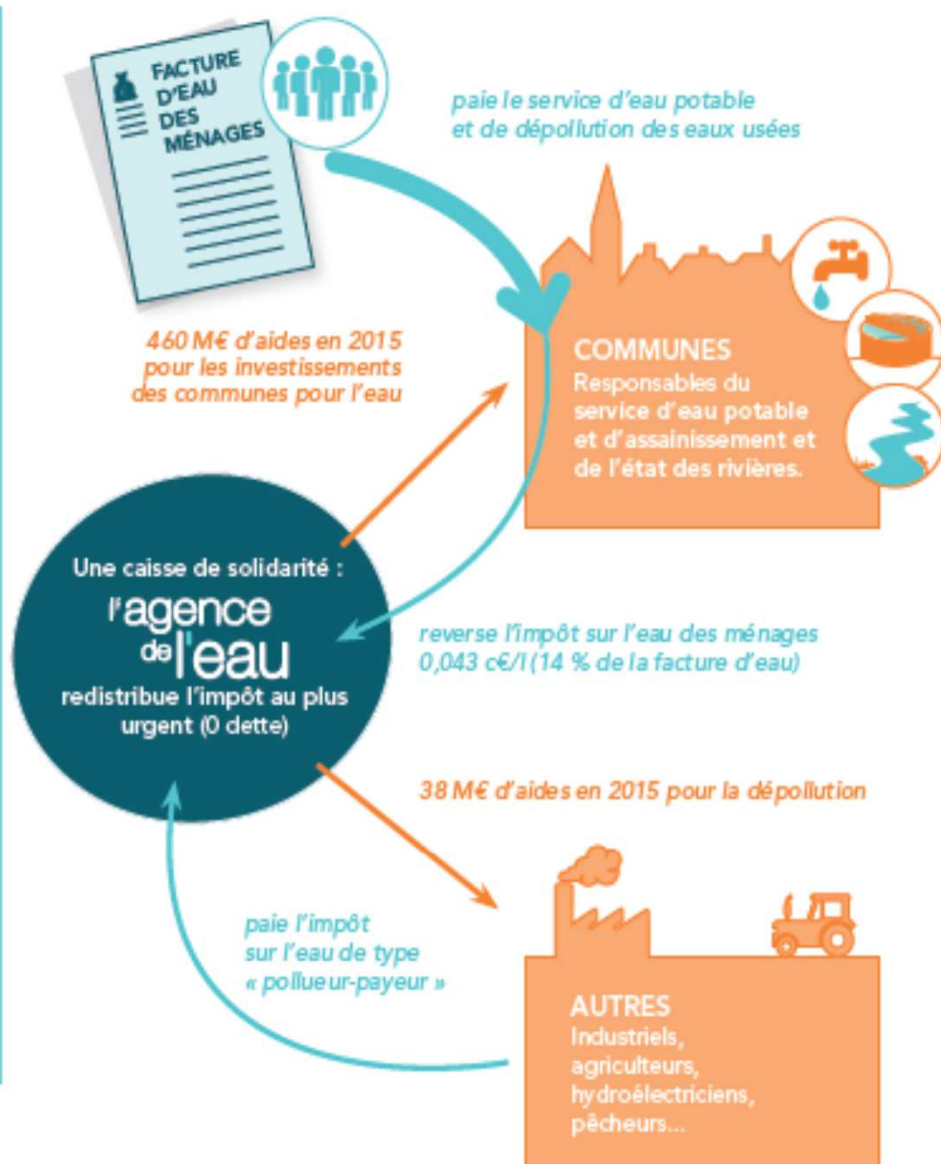 FACTURE
D'EAU
DES
MÉNAGES
paie le service d'eau potable
et de dépollution des eaux usées
460 M€ d'aides en 2015
pour les investissements
des communes pour l'eau
COMMUNES
Responsables du
service d'eau potable
et d'assainissement et
de l'état des rivières.
Une caisse de solidarité :
l'agence
de l'eau
redistribue l'impôt au plus
urgent (0 dette)
reverse l'impôt sur l'eau des ménages
0,043 c€/l (14 % de la facture d'eau)
38 M€ d'aides en 2015 pour la dépollution
paie l'impôt
sur l'eau de type
« pollueur-payeur »
AUTRES
Industriels,
agriculteurs,
hydroélectriciens,
pêcheurs...